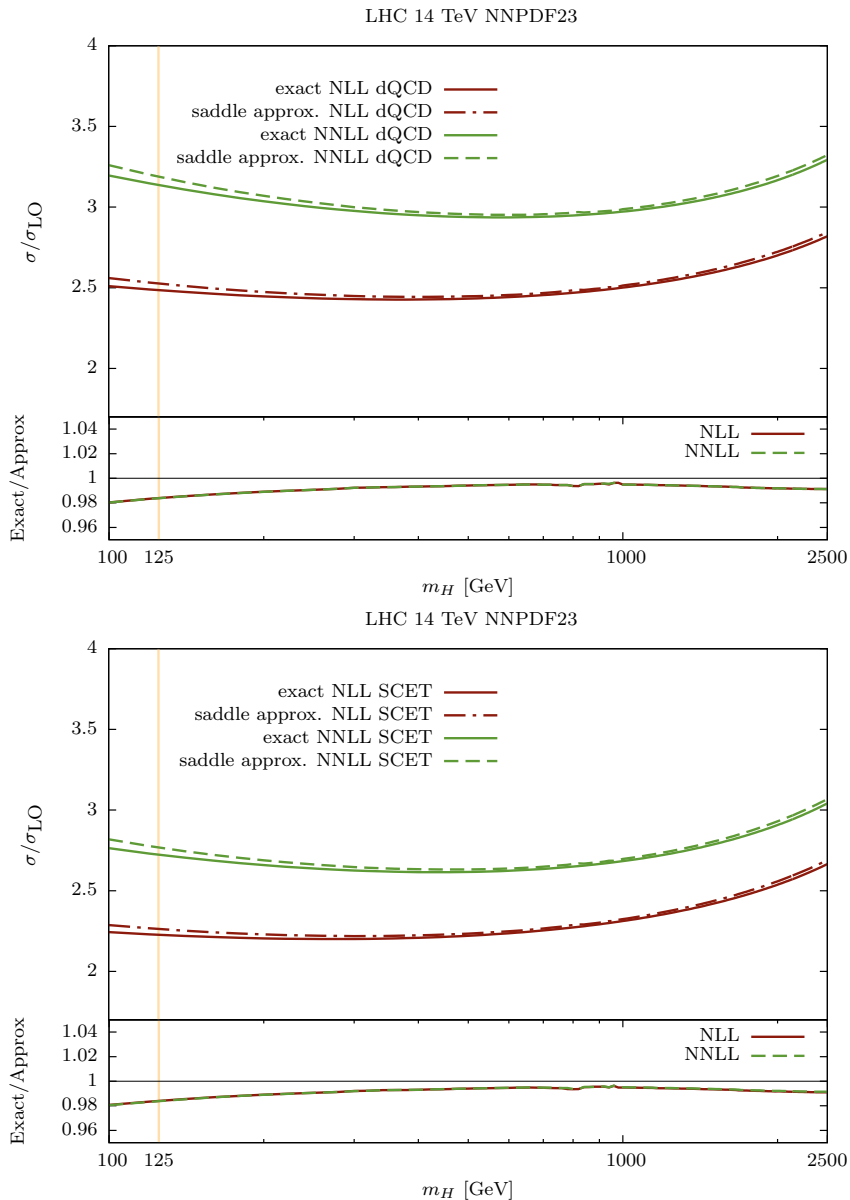 LHC 14 TeV NNPDF23
4
exact NLL dQCD
saddle approx. NLL dQCD
exact NNLL dQCD
saddle approx. NNLL dQCD
3.5
3
2.5
2
σ/σLO
1.04
1.02
1
0.98
0.96
Exact/Approx
NLL
NNLL
100 125 1000 2500
mH [GeV]
LHC 14 TeV NNPDF23
4
exact NLL SCET
saddle approx. NLL SCET
exact NNLL SCET
saddle approx. NNLL SCET
3.5
3
2.5
2
σ/σLO
1.04
1.02
1
0.98
0.96
Exact/Approx
NLL
NNLL
100 125 1000 2500
mH [GeV]